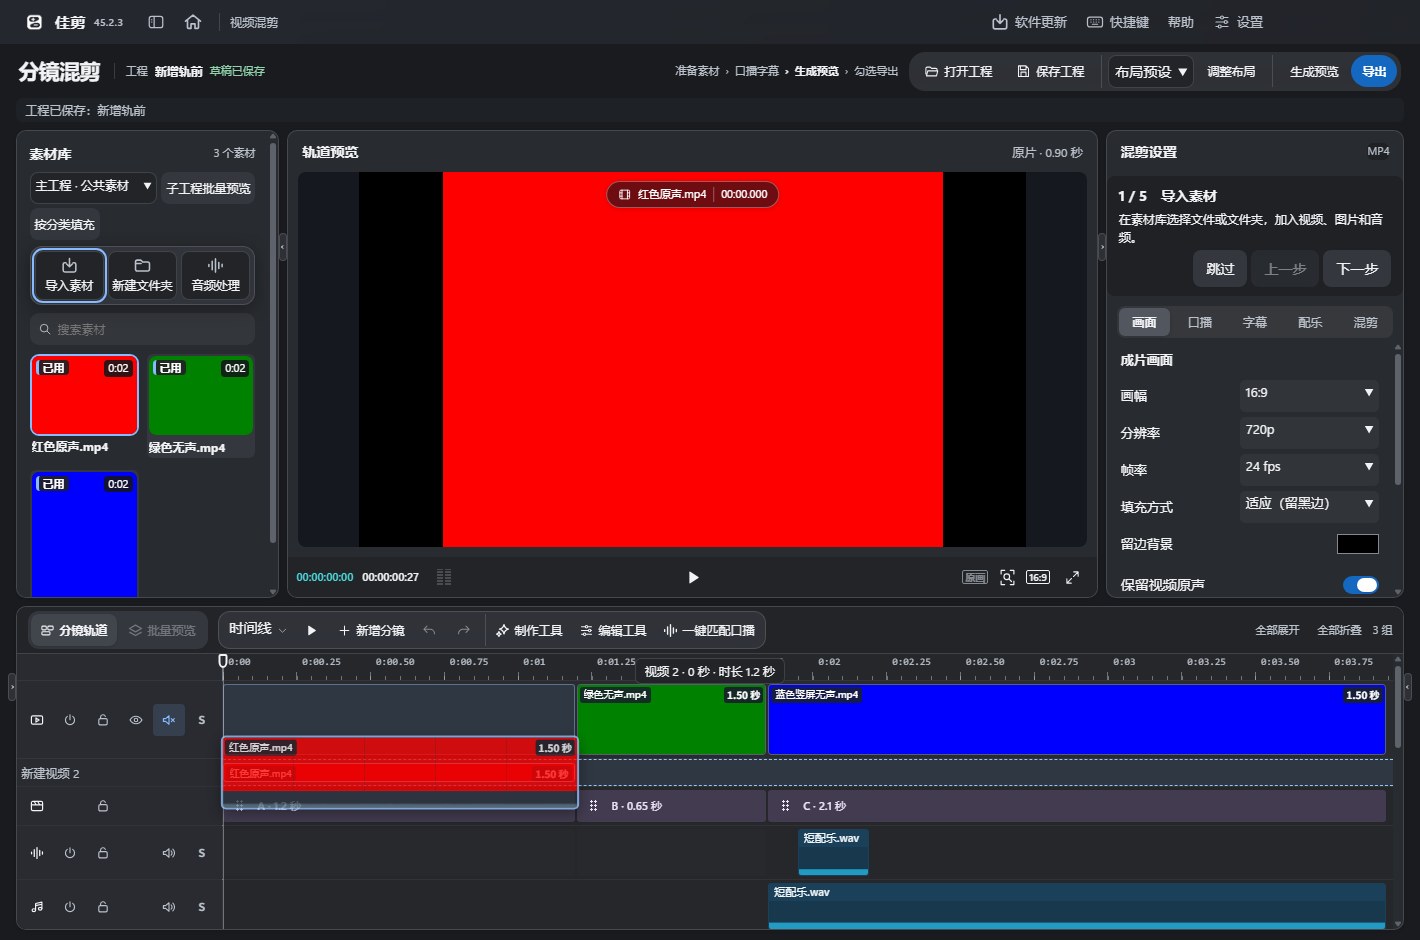 佳剪 45.2.3 视频混剪 软件更新 快捷键 帮助 设置
分镜混剪 工程 新增轨前 草稿已保存 准备素材 › 口播字幕 › 生成预览 › 勾选导出 打开工程 保存工程 布局预设 调整布局 生成预览 导出
工程已保存：新增轨前
素材库 3 个素材
主工程 · 公共素材 子工程批量预览
按分类填充
导入素材 新建文件夹 音频处理
搜索素材
已用 0:02 已用 0:02
红色原声.mp4 绿色无声.mp4
已用 0:02
轨道预览 原片 · 0.90 秒
红色原声.mp4 00:00.000
00:00:00:00 00:00:00:27 原画 16:9
混剪设置 MP4
1 / 5 导入素材
在素材库选择文件或文件夹，加入视频、图片和音
频。
跳过 上一步 下一步
画面 口播 字幕 配乐 混剪
成片画面
画幅 16:9
分辨率 720p
帧率 24 fps
填充方式 适应（留黑边）
留边背景
保留视频原声
分镜轨道 批量预览 时间线 新增分镜 制作工具 编辑工具 一键匹配口播 全部展开 全部折叠 3 组
0:00 0:00.25 0:00.50 0:00.75 0:01 0:01.25 0:02 0:02.25 0:02.50 0:02.75 0:03 0:03.25 0:03.50 0:03.75
视频 2 · 0 秒 · 时长 1.2 秒
绿色无声.mp4 1.50 秒 蓝色竖屏无声.mp4 1.50 秒
S
红色原声.mp4 1.50 秒
红色原声.mp4 1.50 秒
新建视频 2
A · 1.2 秒 B · 0.65 秒 C · 2.1 秒
短配乐.wav
S
短配乐.wav
S